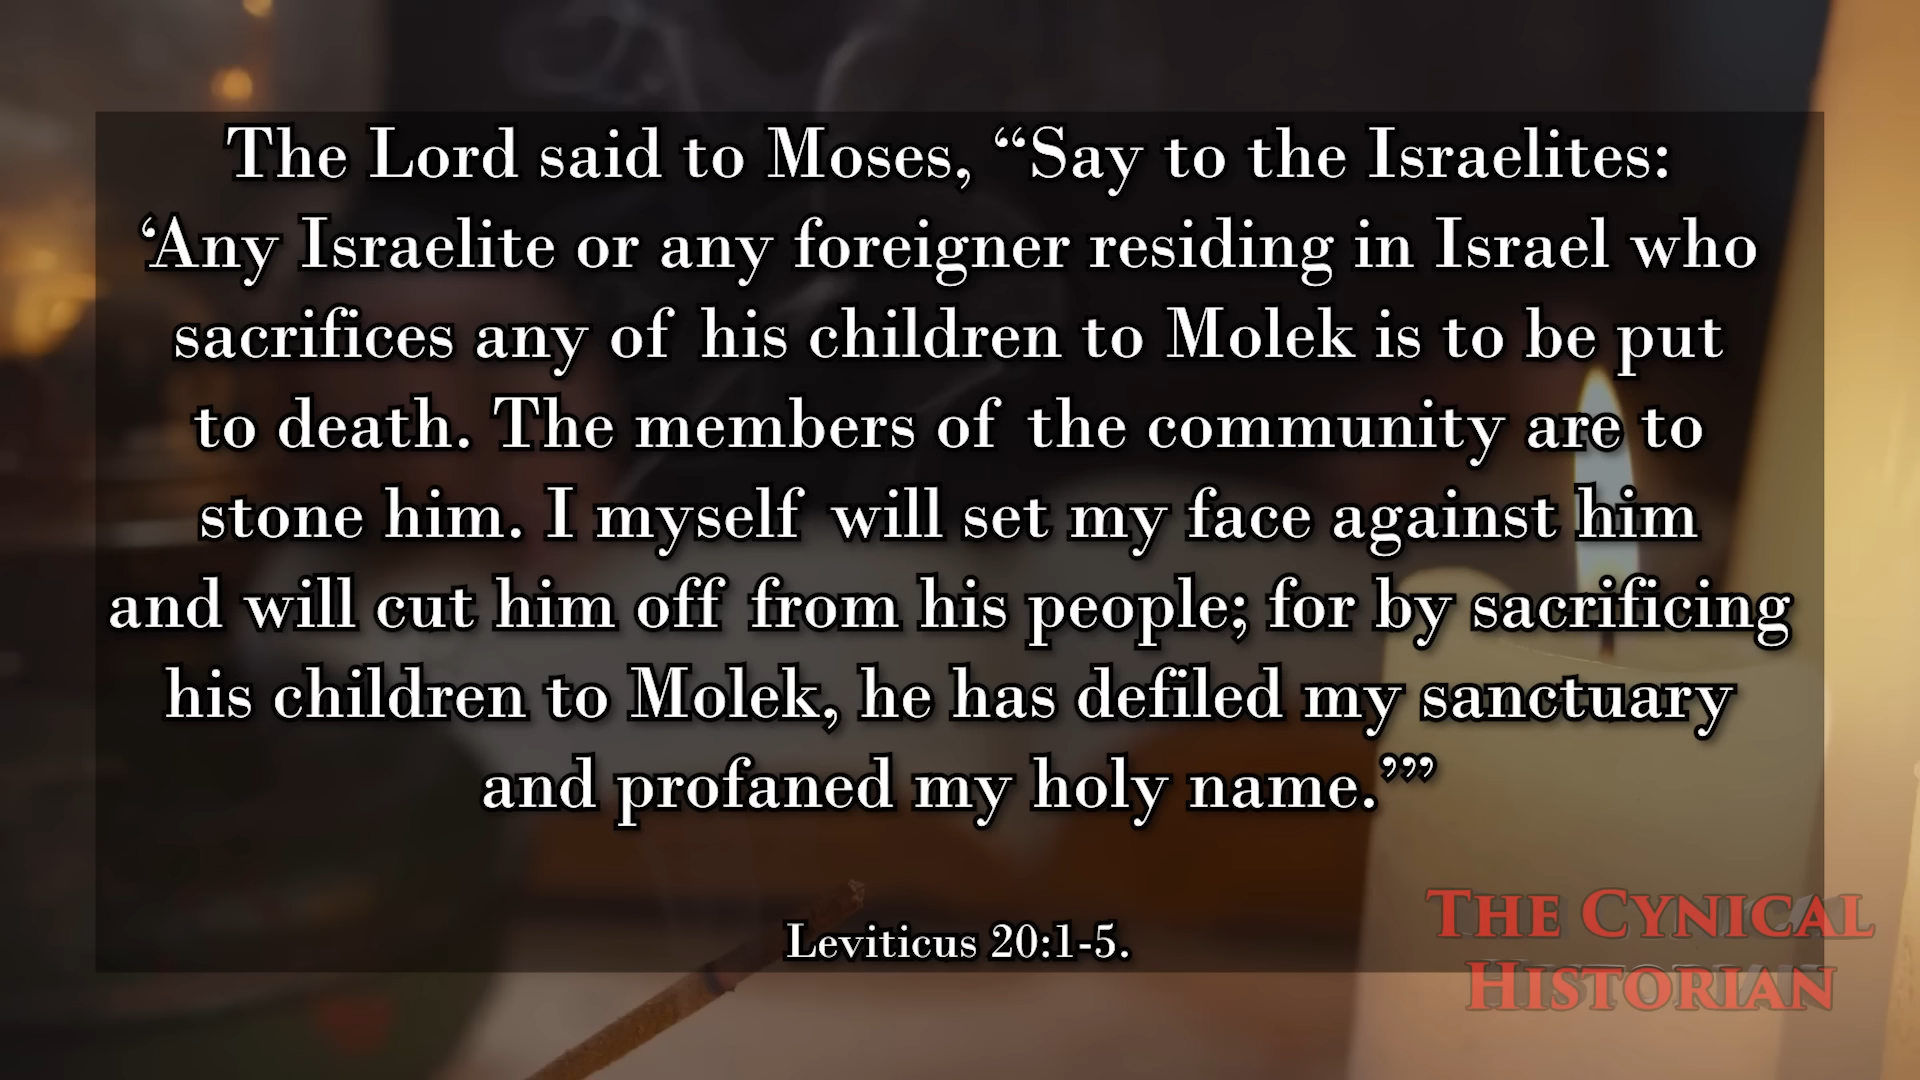 The Lord said to Moses, “Say to the Israelites:
‘Any Israelite or any foreigner residing in Israel who
sacrifices any of his children to Molek is to be put
to death. The members of the community are to
stone him. I myself will set my face against him
and will cut him off from his people; for by sacrificing
his children to Molek, he has defiled my sanctuary
and profaned my holy name.’”
Leviticus 20:1-5.
THE CYNICAL
HISTORIAN